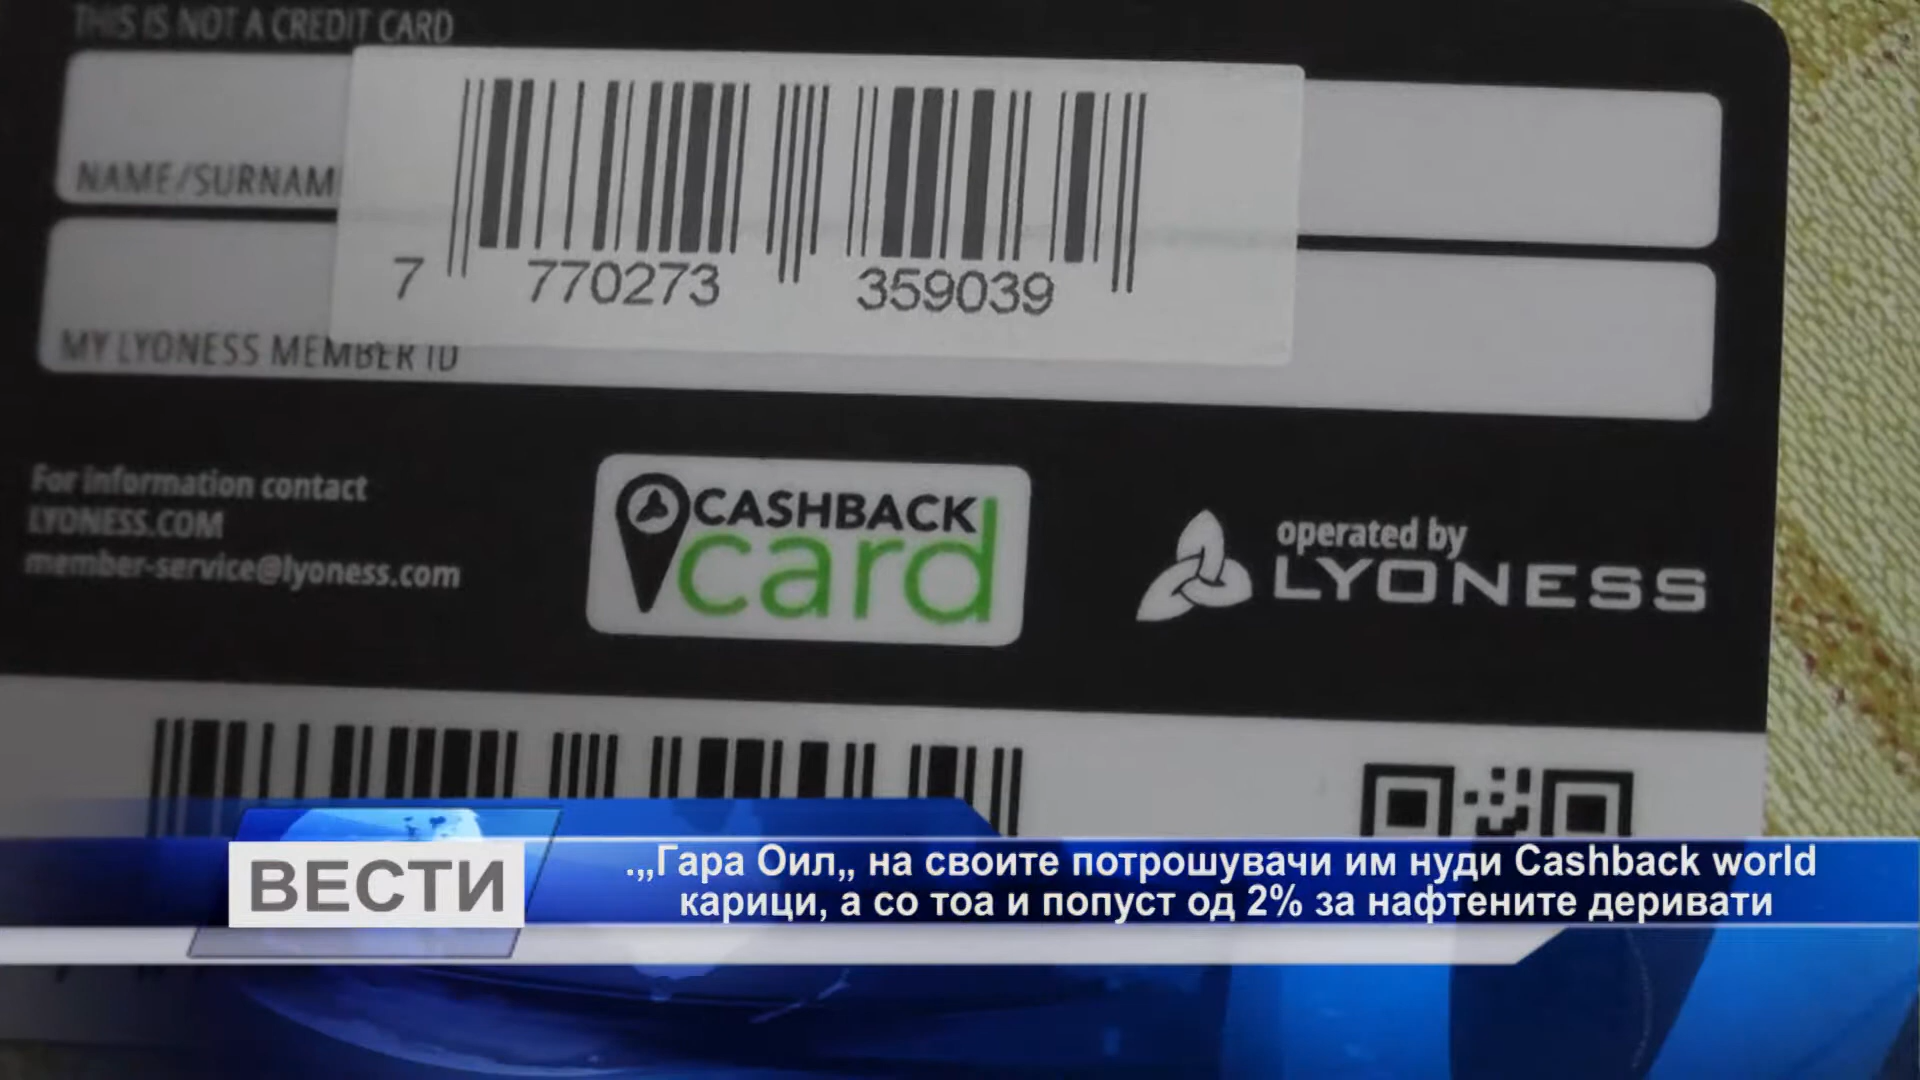 THIS IS NOT A CREDIT CARD
NAME/SURNAM
7 770273 359039
MY LYONESS MEMBER ID
For information contact
LYONESS.COM
member-service@lyoness.com
CASHBACK
card
operated by
LYONESS
ВЕСТИ
.„Гара Оил„ на своите потрошувачи им нуди Cashback world
карици, а со тоа и попуст од 2% за нафтените деривати